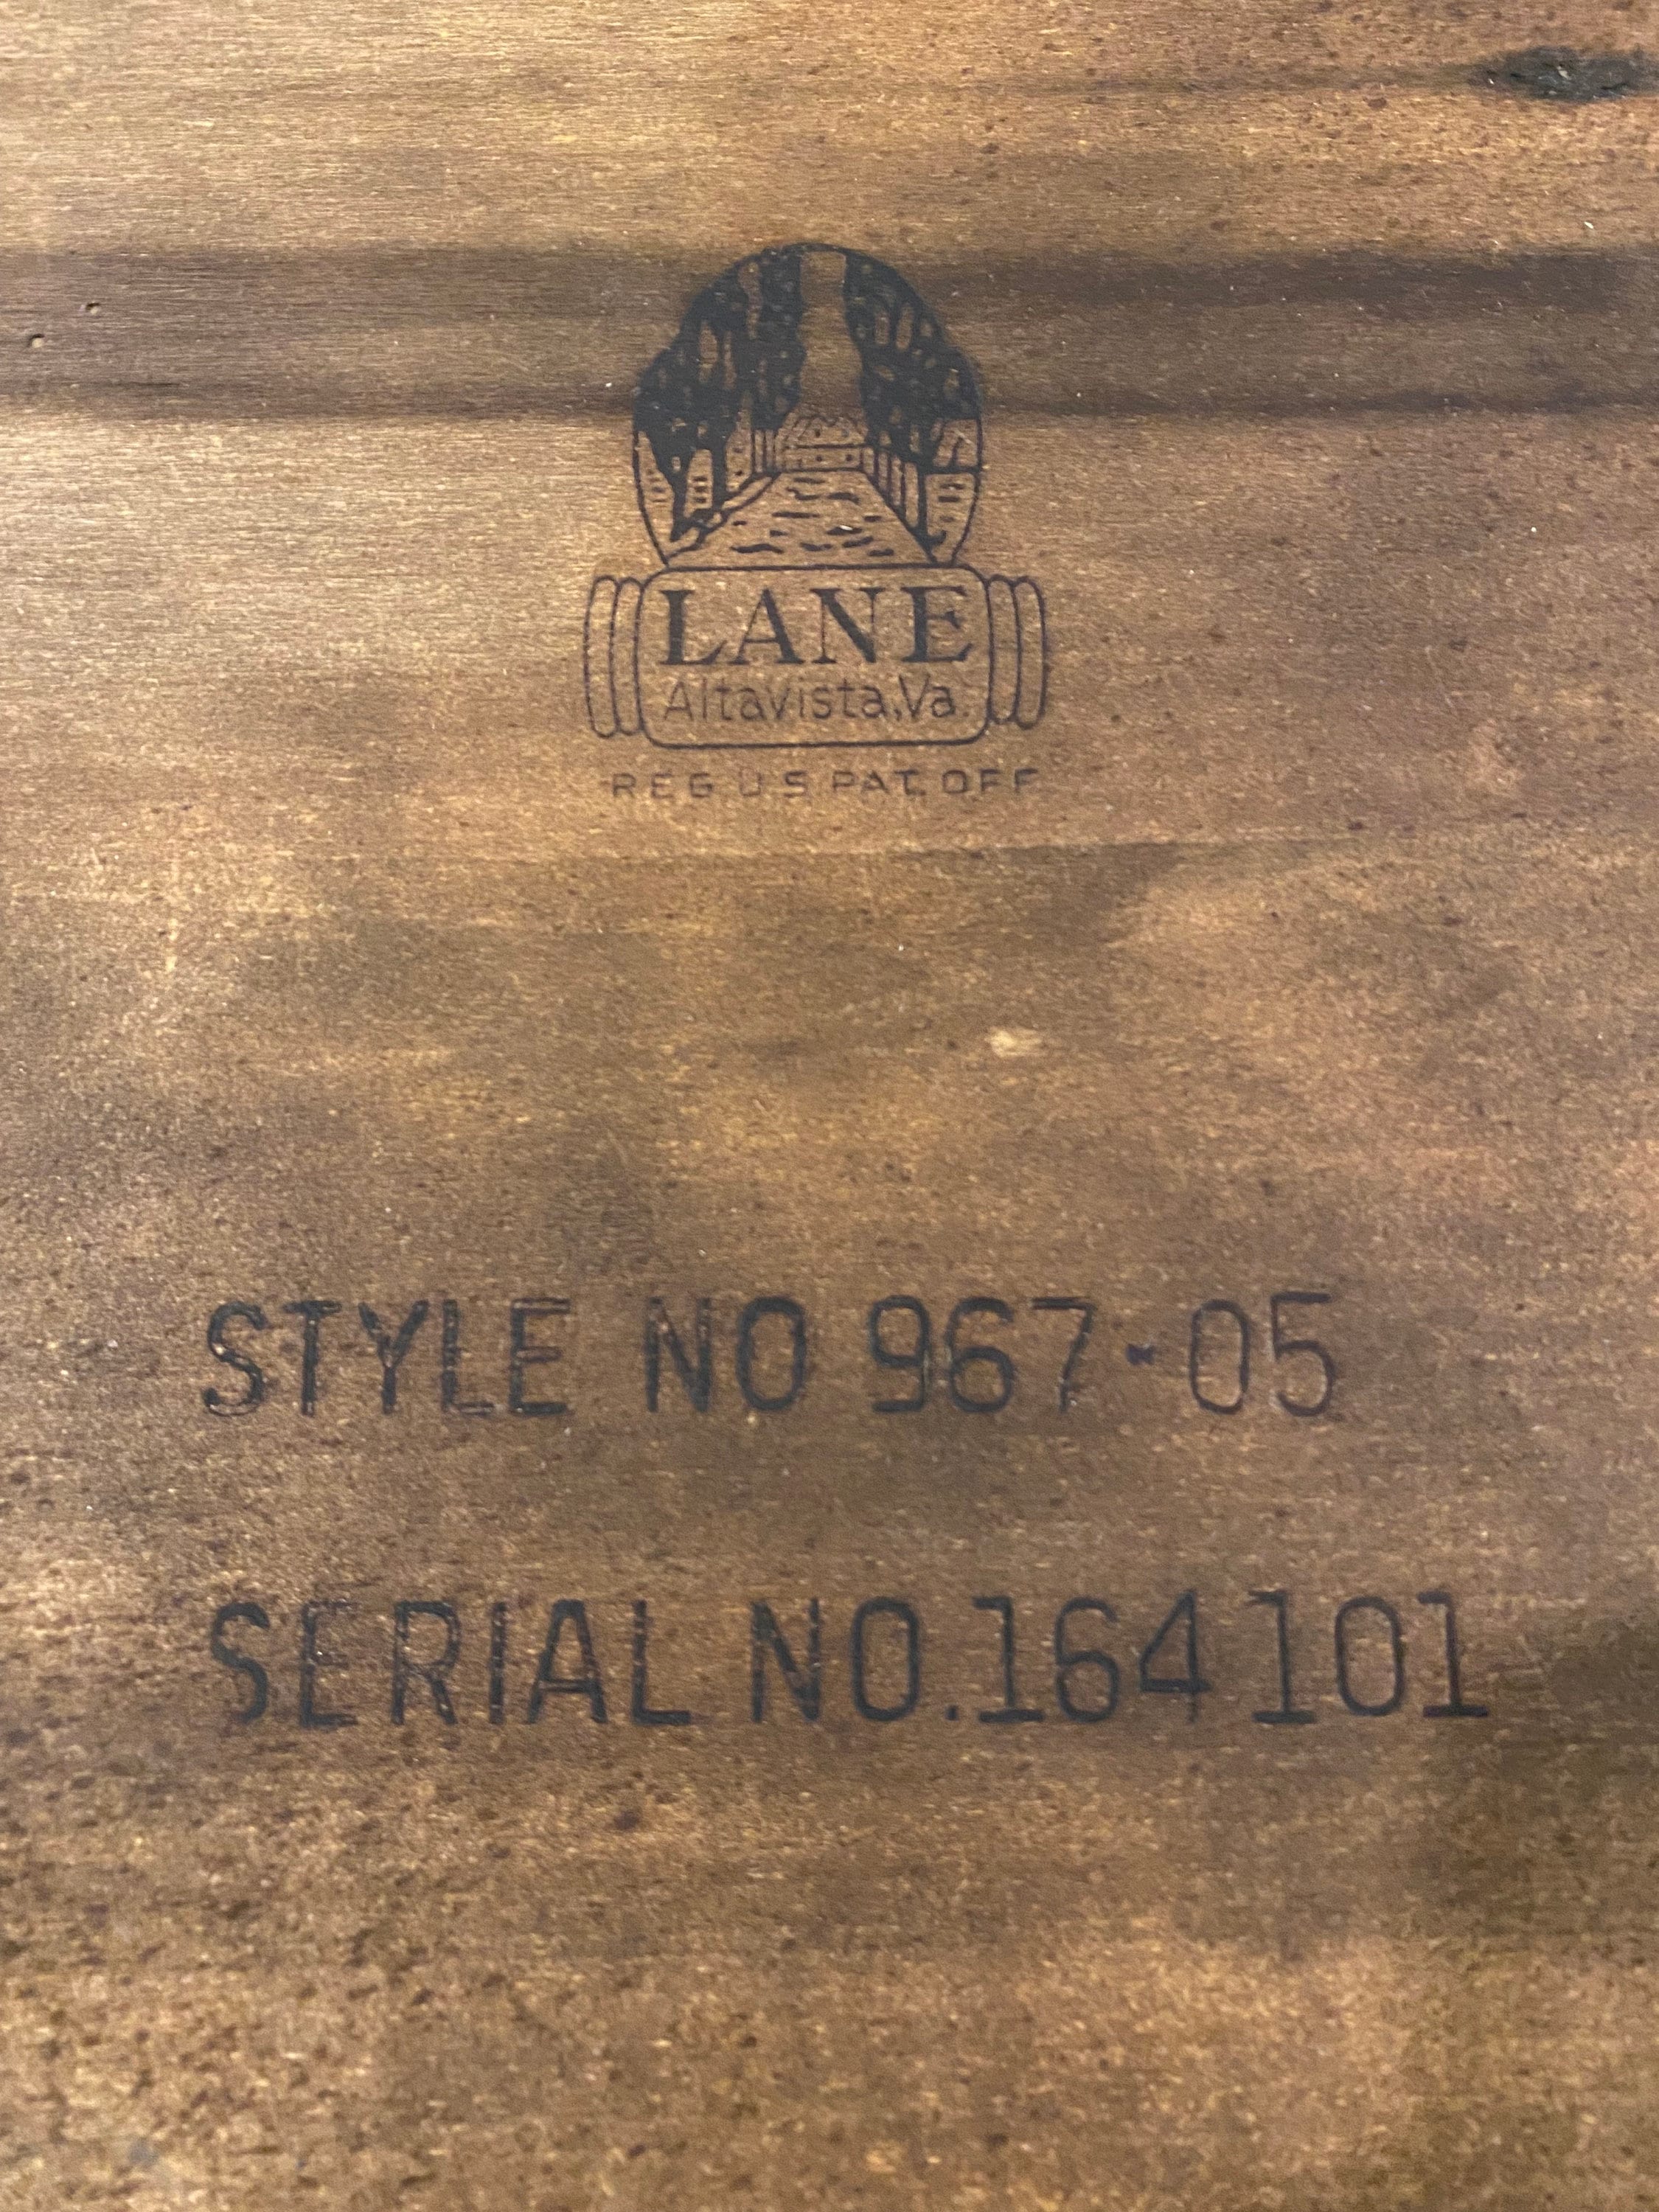 LANE
Altavista, Va.
REG U S PAT. OFF
STYLE NO 967-05
SERIAL NO. 164101